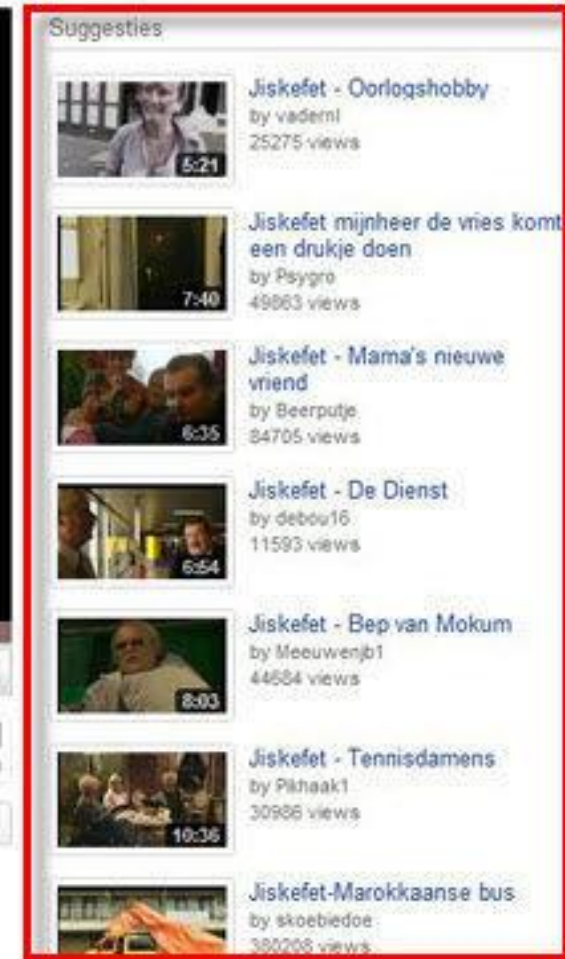 Suggesties
Jiskefet - Oorlogshobby
by vadernl
25275 views
5:21
Jiskefet mijnheer de vries komt
een drukje doen
by Psygro
49863 views
7:40
Jiskefet - Mama's nieuwe
vriend
by Beerputje
84705 views
6:35
Jiskefet - De Dienst
by debou16
11593 views
6:54
Jiskefet - Bep van Mokum
by Meeuwenjb1
44684 views
8:03
Jiskefet - Tennisdamens
by Pikhaak1
30986 views
10:36
Jiskefet-Marokkaanse bus
by skoebiedoe
380208 views